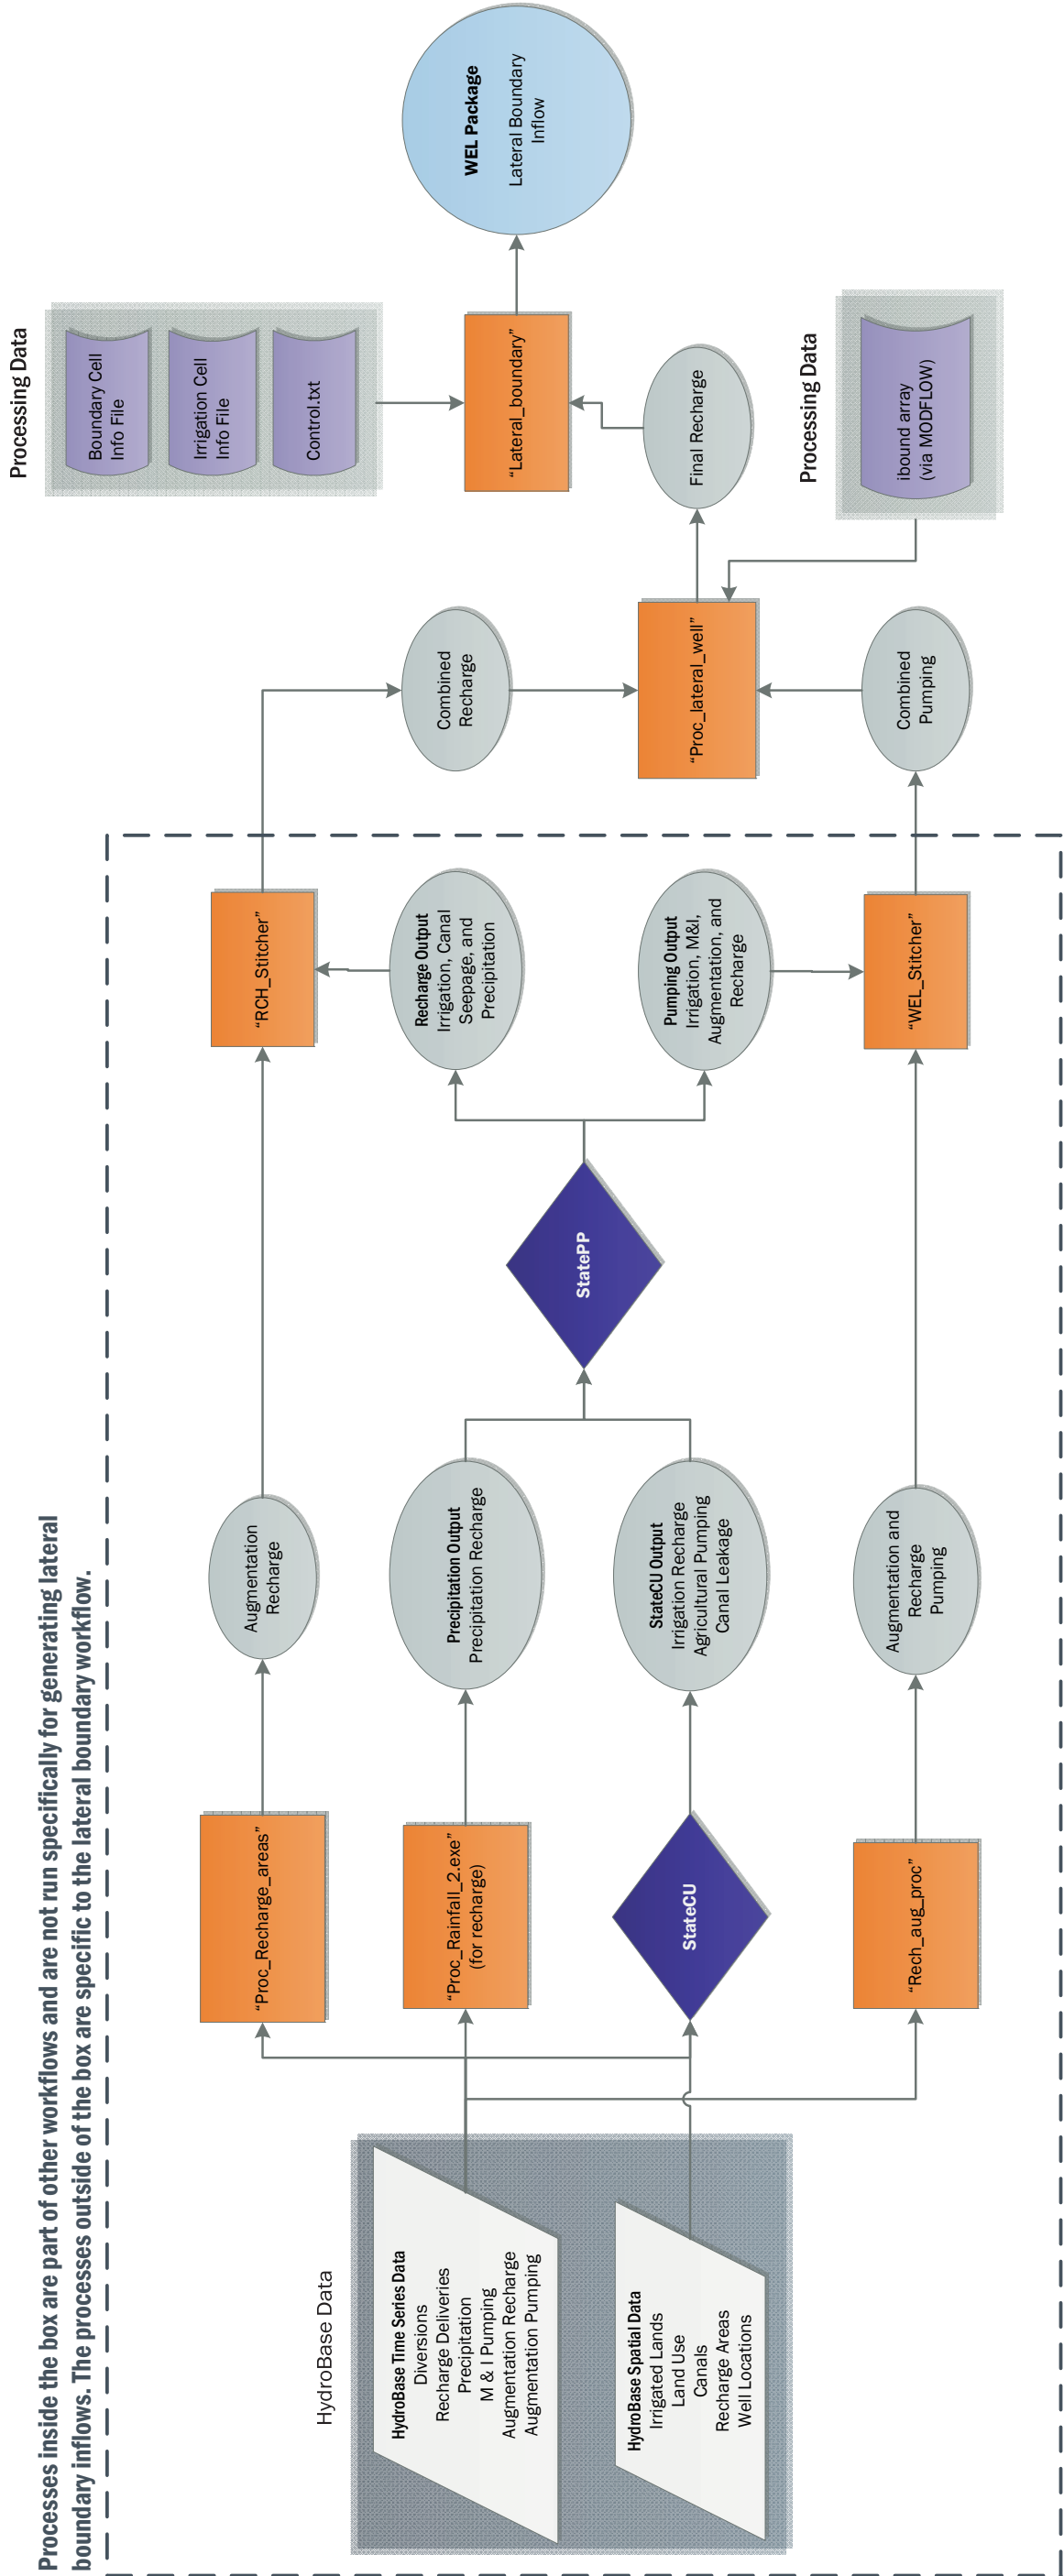 Processes inside the box are part of other workflows and are not run specifically for generating lateral
boundary inflows. The processes outside of the box are specific to the lateral boundary workflow.
HydroBase Data
HydroBase Time Series Data
Diversions
Recharge Deliveries
Precipitation
M & I Pumping
Augmentation Recharge
Augmentation Pumping
HydroBase Spatial Data
Irrigated Lands
Land Use
Canals
Recharge Areas
Well Locations
“Proc_Recharge_areas”
“Proc_Rainfall_2.exe”
(for recharge)
StateCU
“Rech_aug_proc”
Augmentation
Recharge
Precipitation Output
Precipitation Recharge
StateCU Output
Irrigation Recharge
Agricultural Pumping
Canal Leakage
Augmentation and
Recharge
Pumping
StatePP
“RCH_Stitcher”
Recharge Output
Irrigation, Canal
Seepage, and
Precipitation
Pumping Output
Irrigation, M&I,
Augmentation, and
Recharge
“WEL_Stitcher”
Combined
Recharge
“Proc_lateral_well”
Combined
Pumping
Processing Data
Boundary Cell
Info File
Irrigation Cell
Info File
Control.txt
“Lateral_boundary”
Final Recharge
Processing Data
ibound array
(via MODFLOW)
WEL Package
Lateral Boundary
Inflow